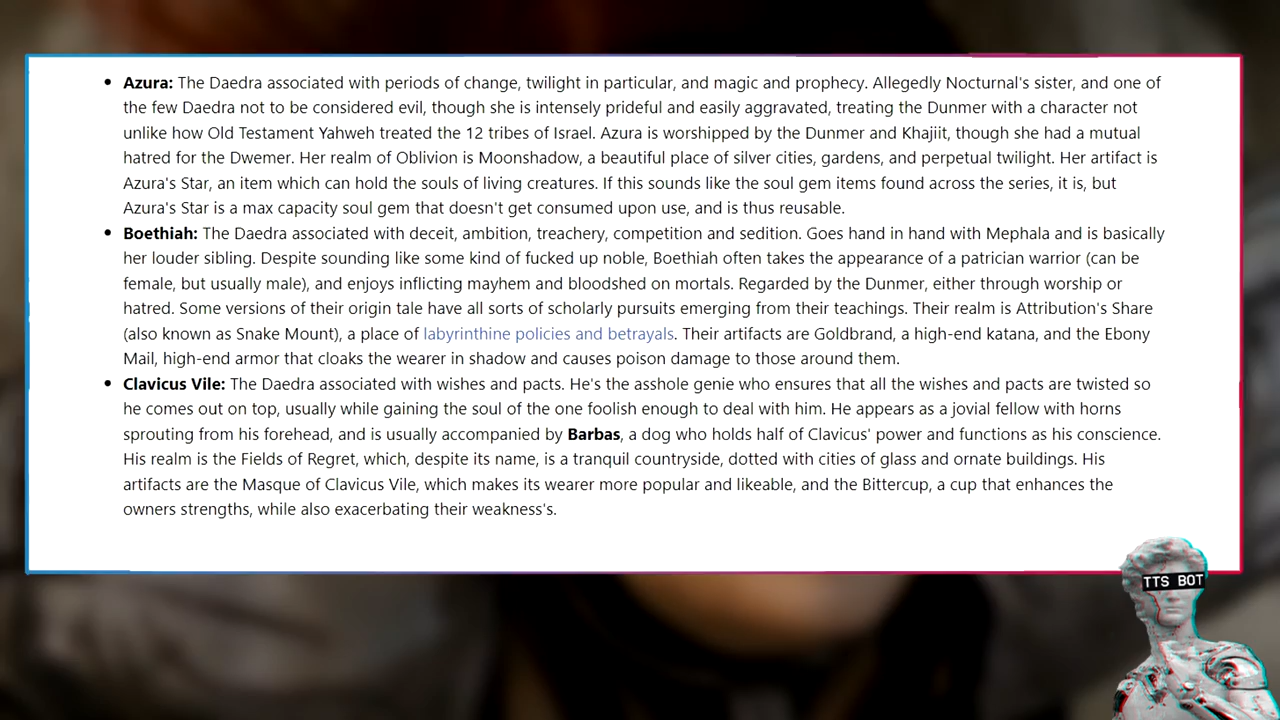 • Azura: The Daedra associated with periods of change, twilight in particular, and magic and prophecy. Allegedly Nocturnal's sister, and one of
the few Daedra not to be considered evil, though she is intensely prideful and easily aggravated, treating the Dunmer with a character not
unlike how Old Testament Yahweh treated the 12 tribes of Israel. Azura is worshipped by the Dunmer and Khajiit, though she had a mutual
hatred for the Dwemer. Her realm of Oblivion is Moonshadow, a beautiful place of silver cities, gardens, and perpetual twilight. Her artifact is
Azura's Star, an item which can hold the souls of living creatures. If this sounds like the soul gem items found across the series, it is, but
Azura's Star is a max capacity soul gem that doesn't get consumed upon use, and is thus reusable.
• Boethiah: The Daedra associated with deceit, ambition, treachery, competition and sedition. Goes hand in hand with Mephala and is basically
her louder sibling. Despite sounding like some kind of fucked up noble, Boethiah often takes the appearance of a patrician warrior (can be
female, but usually male), and enjoys inflicting mayhem and bloodshed on mortals. Regarded by the Dunmer, either through worship or
hatred. Some versions of their origin tale have all sorts of scholarly pursuits emerging from their teachings. Their realm is Attribution's Share
(also known as Snake Mount), a place of labyrinthine policies and betrayals. Their artifacts are Goldbrand, a high-end katana, and the Ebony
Mail, high-end armor that cloaks the wearer in shadow and causes poison damage to those around them.
• Clavicus Vile: The Daedra associated with wishes and pacts. He's the asshole genie who ensures that all the wishes and pacts are twisted so
he comes out on top, usually while gaining the soul of the one foolish enough to deal with him. He appears as a jovial fellow with horns
sprouting from his forehead, and is usually accompanied by Barbas, a dog who holds half of Clavicus' power and functions as his conscience.
His realm is the Fields of Regret, which, despite its name, is a tranquil countryside, dotted with cities of glass and ornate buildings. His
artifacts are the Masque of Clavicus Vile, which makes its wearer more popular and likeable, and the Bittercup, a cup that enhances the
owners strengths, while also exacerbating their weakness's.
TTS BOT